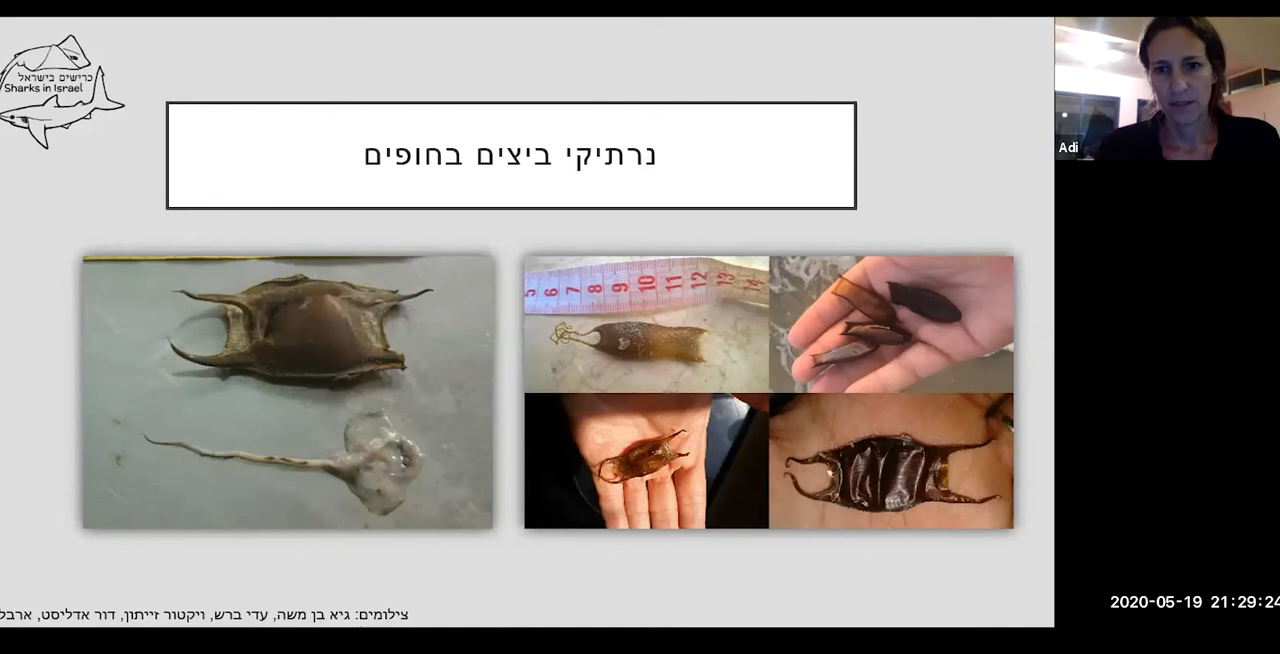 כרישים בישראל
Sharks in Israel
נרתיקי ביצים בחופים
5 6 7 8 9 10 11 12 13 14
צילומים: גיא בן משה, עדי ברש, ויקטור זייתון, דור אדליסט, ארבל
Adi
2020-05-19 21:29:24